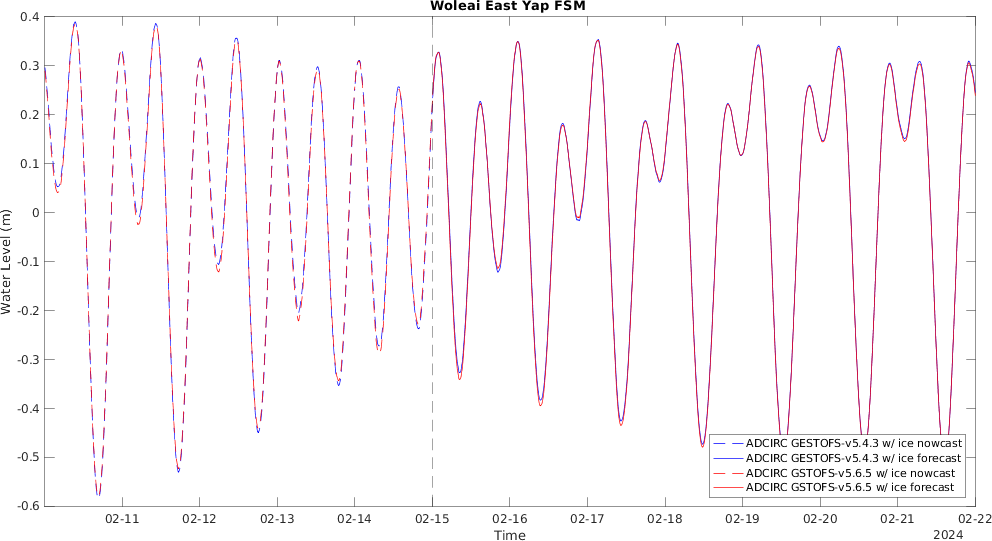 Woleai East Yap FSM
0.4
0.3
0.2
0.1
0
-0.1
-0.2
-0.3
-0.4
-0.5
-0.6
Water Level (m)
ADCIRC GESTOFS-v5.4.3 w/ ice nowcast
ADCIRC GESTOFS-v5.4.3 w/ ice forecast
ADCIRC GSTOFS-v5.6.5 w/ ice nowcast
ADCIRC GSTOFS-v5.6.5 w/ ice forecast
02-11 02-12 02-13 02-14 02-15 02-16 02-17 02-18 02-19 02-20 02-21 02-22
Time
2024